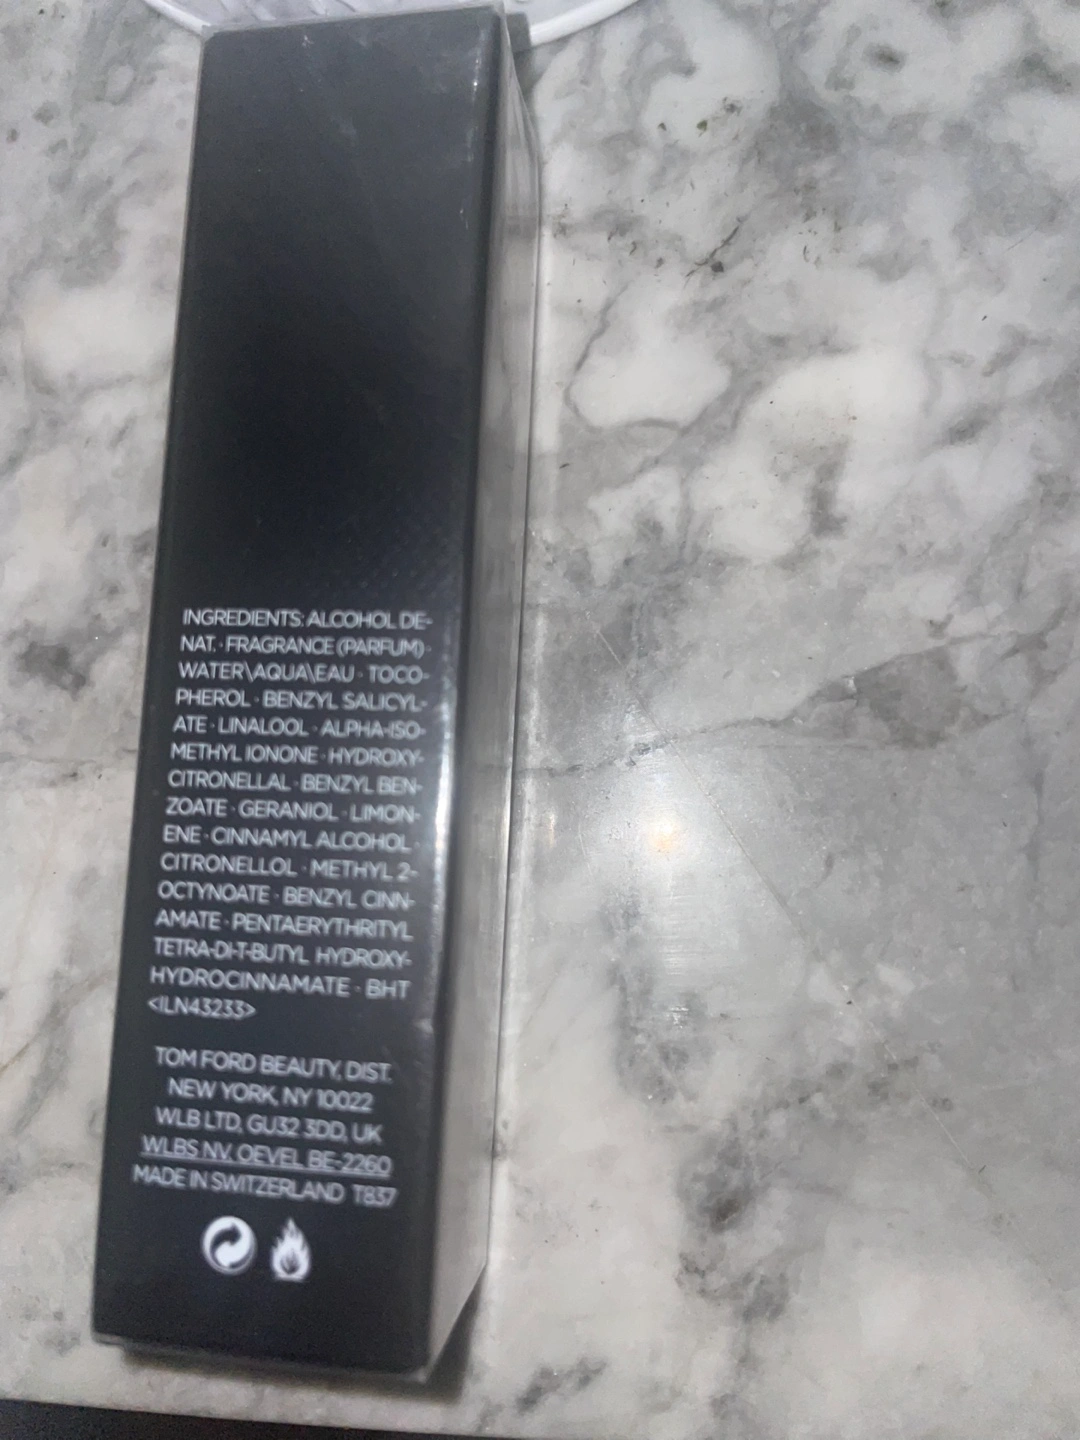 INGREDIENTS: ALCOHOL DE-
NAT. · FRAGRANCE (PARFUM) ·
WATER\AQUA\EAU · TOCO-
PHEROL · BENZYL SALICYL-
ATE · LINALOOL · ALPHA-ISO-
METHYL IONONE · HYDROXY-
CITRONELLAL · BENZYL BEN-
ZOATE · GERANIOL · LIMON-
ENE · CINNAMYL ALCOHOL ·
CITRONELLOL · METHYL 2-
OCTYNOATE · BENZYL CINN-
AMATE · PENTAERYTHRITYL
TETRA-DI-T-BUTYL HYDROXY-
HYDROCINNAMATE · BHT
<ILN43233>
TOM FORD BEAUTY, DIST.
NEW YORK, NY 10022
WLB LTD, GU32 3DD, UK
WLBS NV. OEVEL BE-2260
MADE IN SWITZERLAND T837